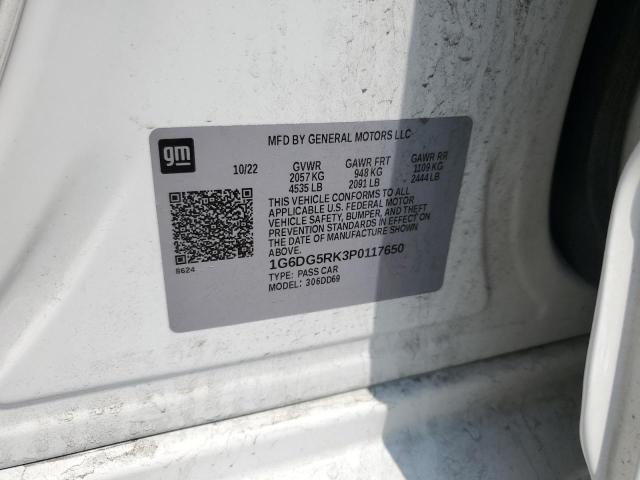 MFD BY GENERAL MOTORS LLC
gm
10/22 GVWR GAWR FRT GAWR RR
2057 KG 948 KG 1109 KG
4535 LB 2091 LB 2444 LB
THIS VEHICLE CONFORMS TO ALL
APPLICABLE U.S. FEDERAL MOTOR
VEHICLE SAFETY, BUMPER, AND THEFT
PREVENTION STANDARDS IN EFFECT ON
THE DATE OF MANUFACTURE SHOWN
ABOVE.
1G6DG5RK3P0117650
TYPE: PASS CAR
MODEL: 306DD69
8624